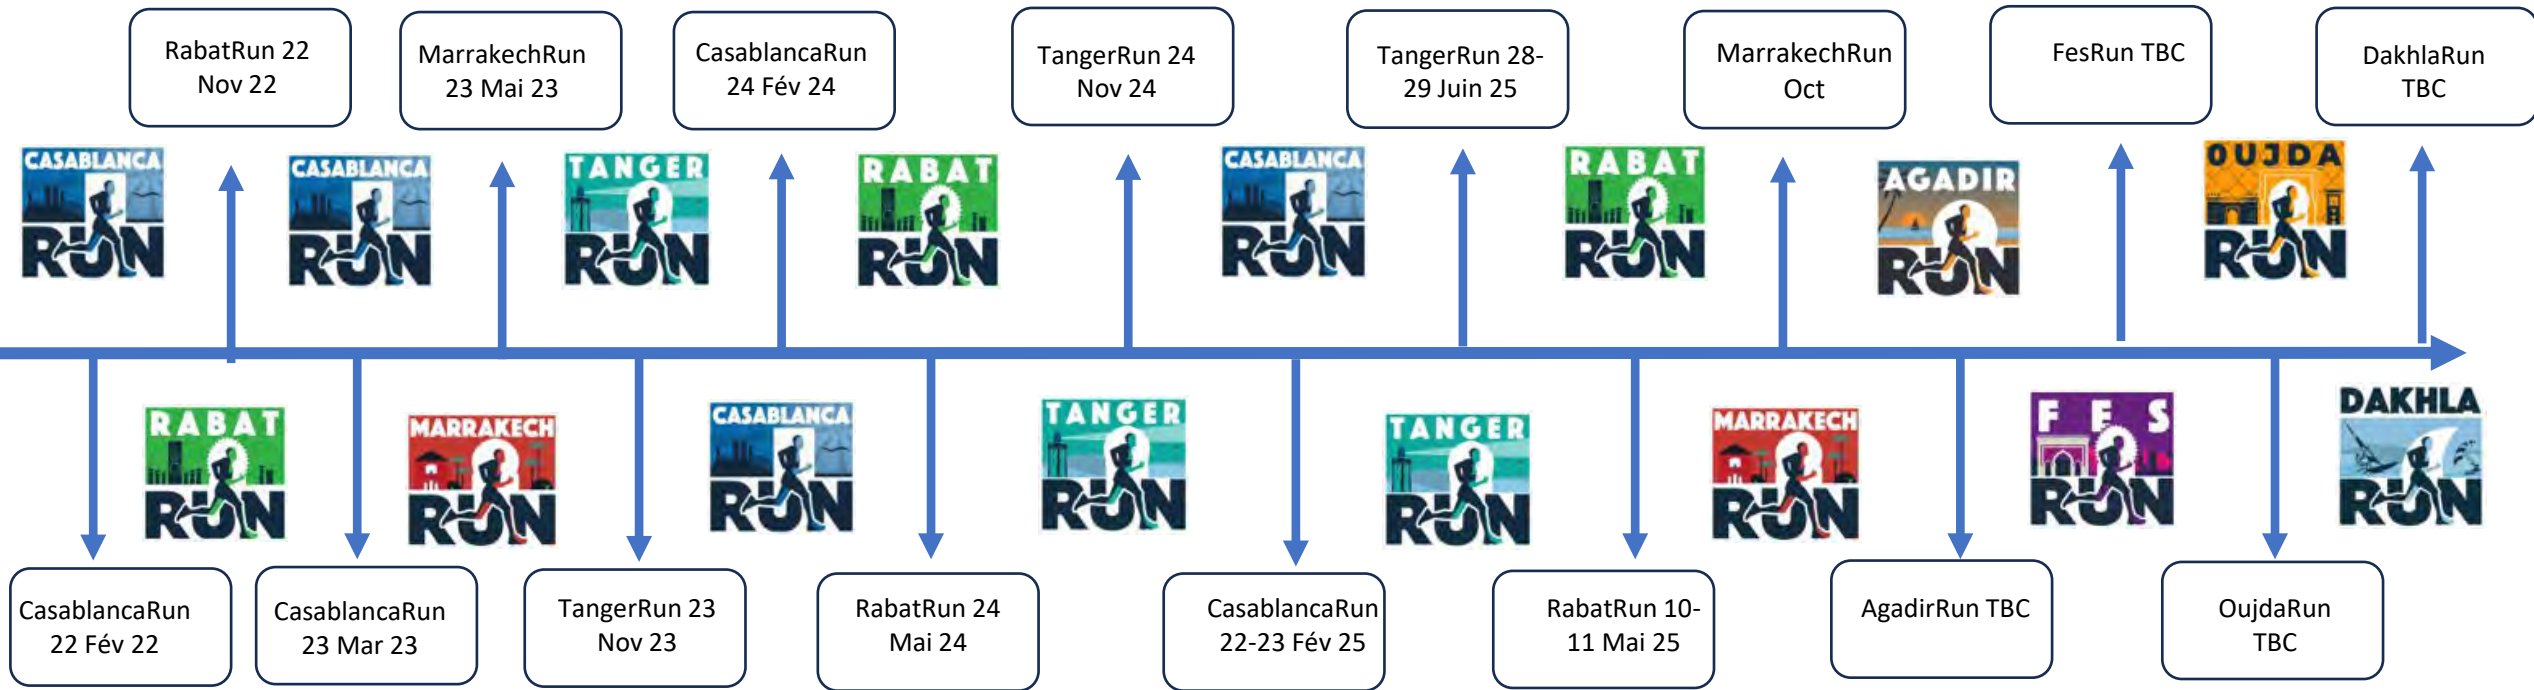 RabatRun 22
Nov 22
MarrakechRun
23 Mai 23
CasablancaRun
24 Fév 24
TangerRun 24
Nov 24
TangerRun 28-
29 Juin 25
MarrakechRun
Oct
FesRun TBC
DakhlaRun
TBC
CASABLANCA
RUN
CASABLANCA
RUN
TANGER
RUN
RABAT
RUN
CASABLANCA
RUN
RABAT
RUN
AGADIR
RUN
OUJDA
RUN
RABAT
RUN
MARRAKECH
RUN
CASABLANCA
RUN
TANGER
RUN
TANGER
RUN
MARRAKECH
RUN
FES
RUN
DAKHLA
RUN
CasablancaRun
22 Fév 22
CasablancaRun
23 Mar 23
TangerRun 23
Nov 23
RabatRun 24
Mai 24
CasablancaRun
22-23 Fév 25
RabatRun 10-
11 Mai 25
AgadirRun TBC
OujdaRun
TBC